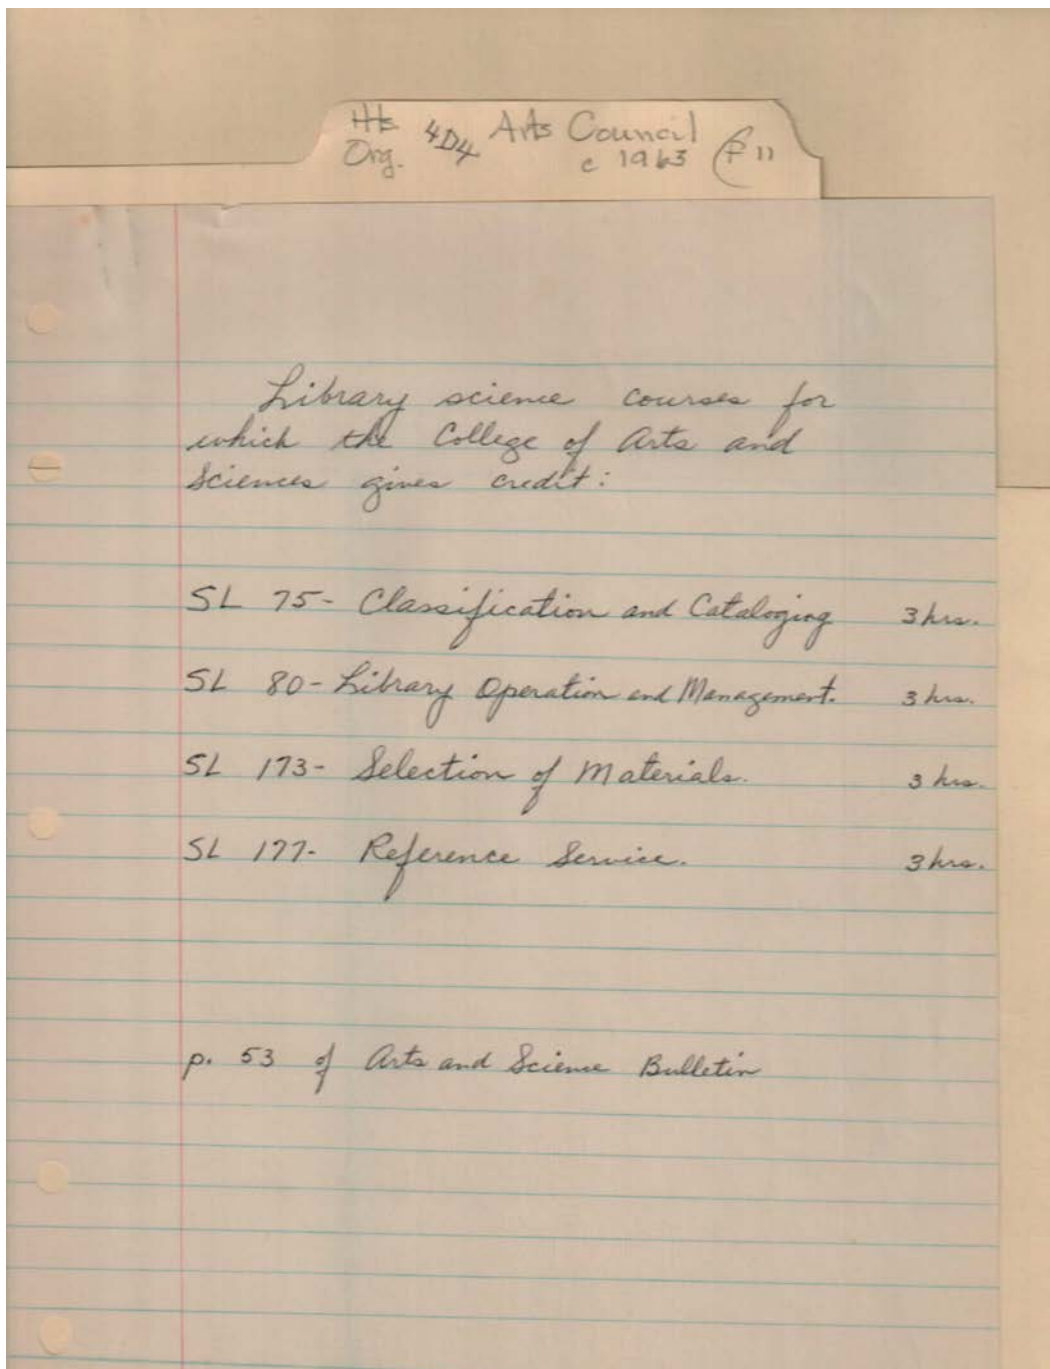 Org. 4D4 Arts Council
c 1963
Library science courses for
which the College of Arts and
Sciences gives credit:
SL 75- Classification and Cataloging 3 hrs.
SL 80- Library Operation and Management. 3 hrs.
SL 173- Selection of Materials. 3 hrs.
SL 177- Reference Service. 3 hrs.
p. 53 of Arts and Science Bulletin